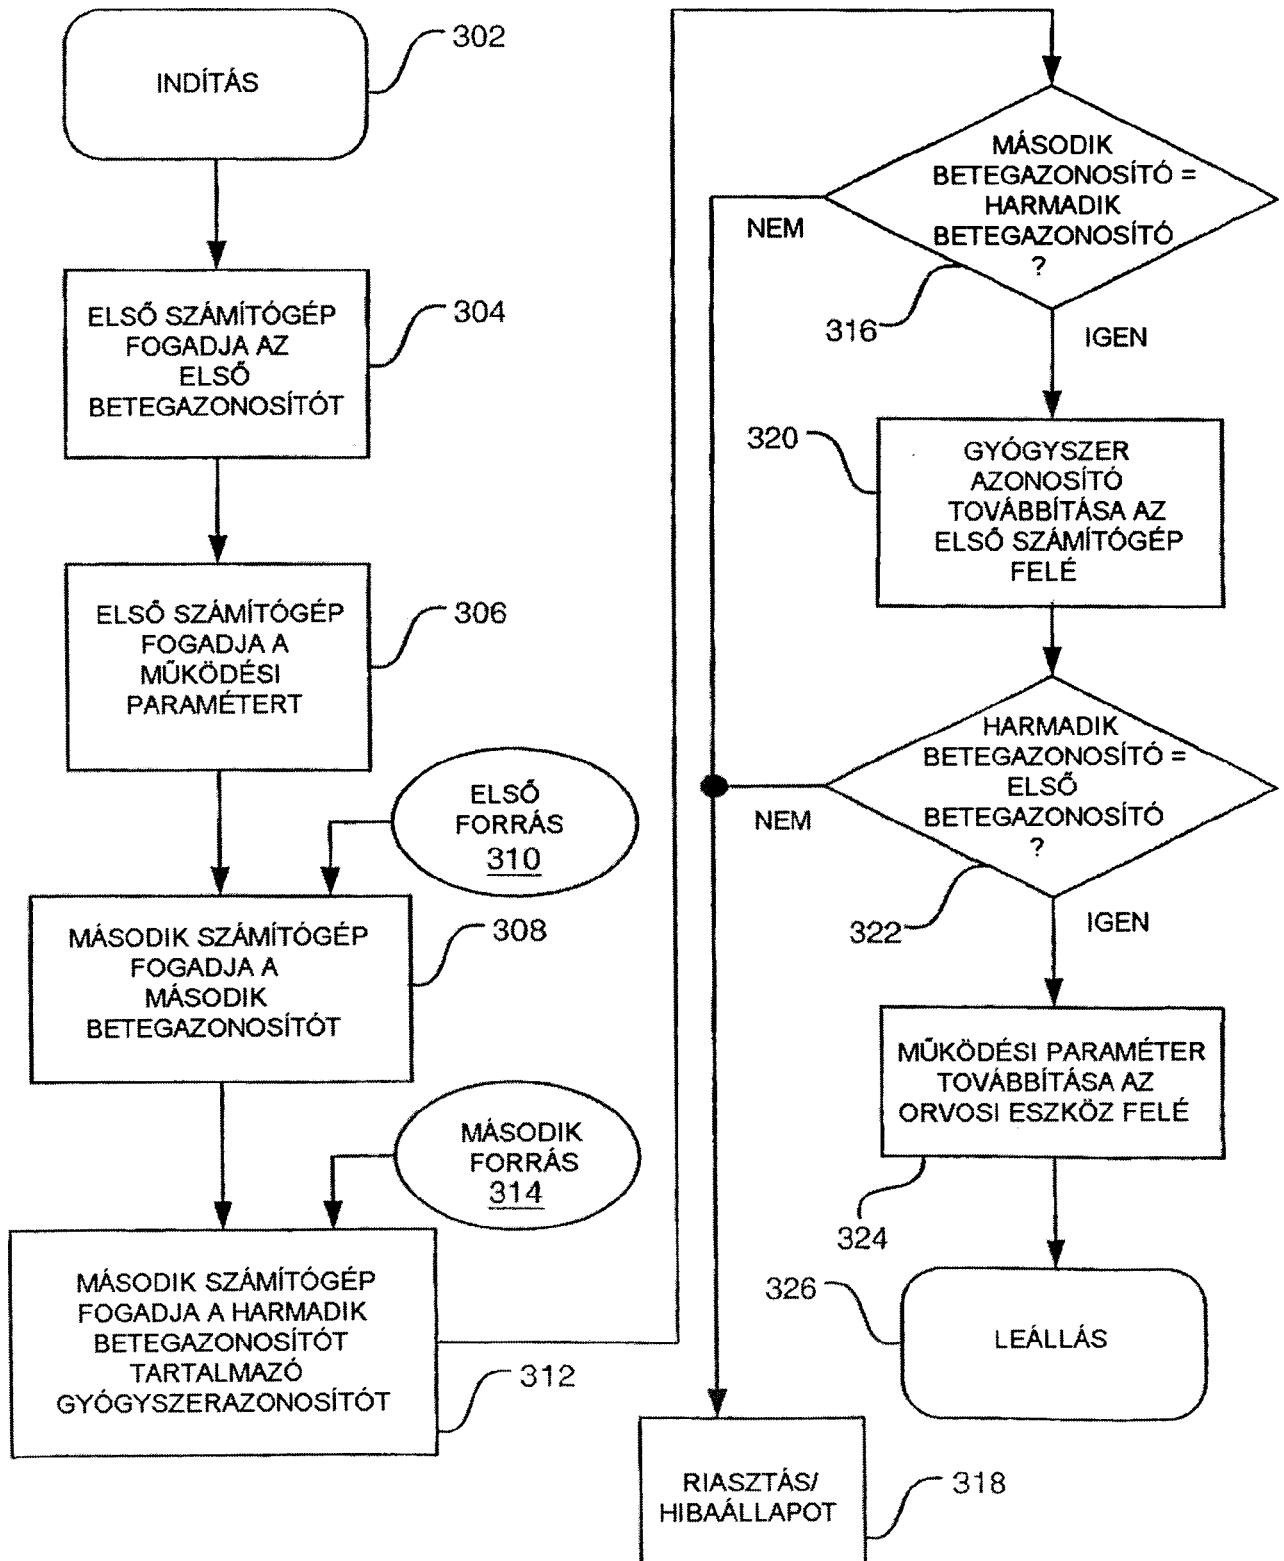 INDÍTÁS
302
ELSŐ SZÁMÍTÓGÉP
FOGADJA AZ
ELSŐ
BETEGAZONOSÍTÓT
304
ELSŐ SZÁMÍTÓGÉP
FOGADJA A
MŰKÖDÉSI
PARAMÉTERT
306
ELSŐ
FORRÁS
310
MÁSODIK SZÁMÍTÓGÉP
FOGADJA A
MÁSODIK
BETEGAZONOSÍTÓT
308
MÁSODIK
FORRÁS
314
MÁSODIK SZÁMÍTÓGÉP
FOGADJA A HARMADIK
BETEGAZONOSÍTÓT
TARTALMAZÓ
GYÓGYSZERAZONOSÍTÓT
312
MÁSODIK
BETEGAZONOSÍTÓ =
HARMADIK
BETEGAZONOSÍTÓ
?
NEM
316
IGEN
320
GYÓGYSZER
AZONOSÍTÓ
TOVÁBBÍTÁSA AZ
ELSŐ SZÁMÍTÓGÉP
FELÉ
HARMADIK
BETEGAZONOSÍTÓ =
ELSŐ
BETEGAZONOSÍTÓ
?
NEM
322
IGEN
MŰKÖDÉSI PARAMÉTER
TOVÁBBÍTÁSA AZ
ORVOSI ESZKÖZ FELÉ
324
326
LEÁLLÁS
RIASZTÁS/
HIBAÁLLAPOT
318